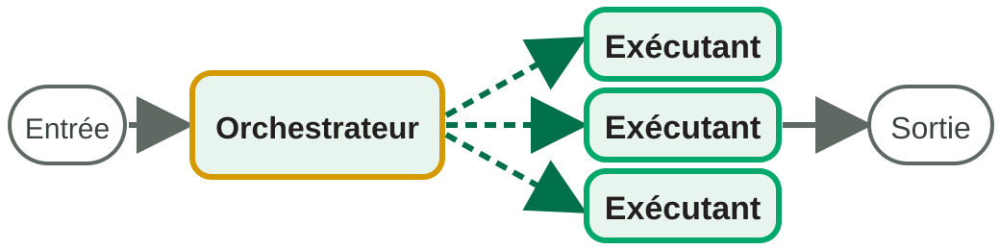 Entrée
Orchestrateur
Exécutant
Exécutant
Exécutant
Sortie